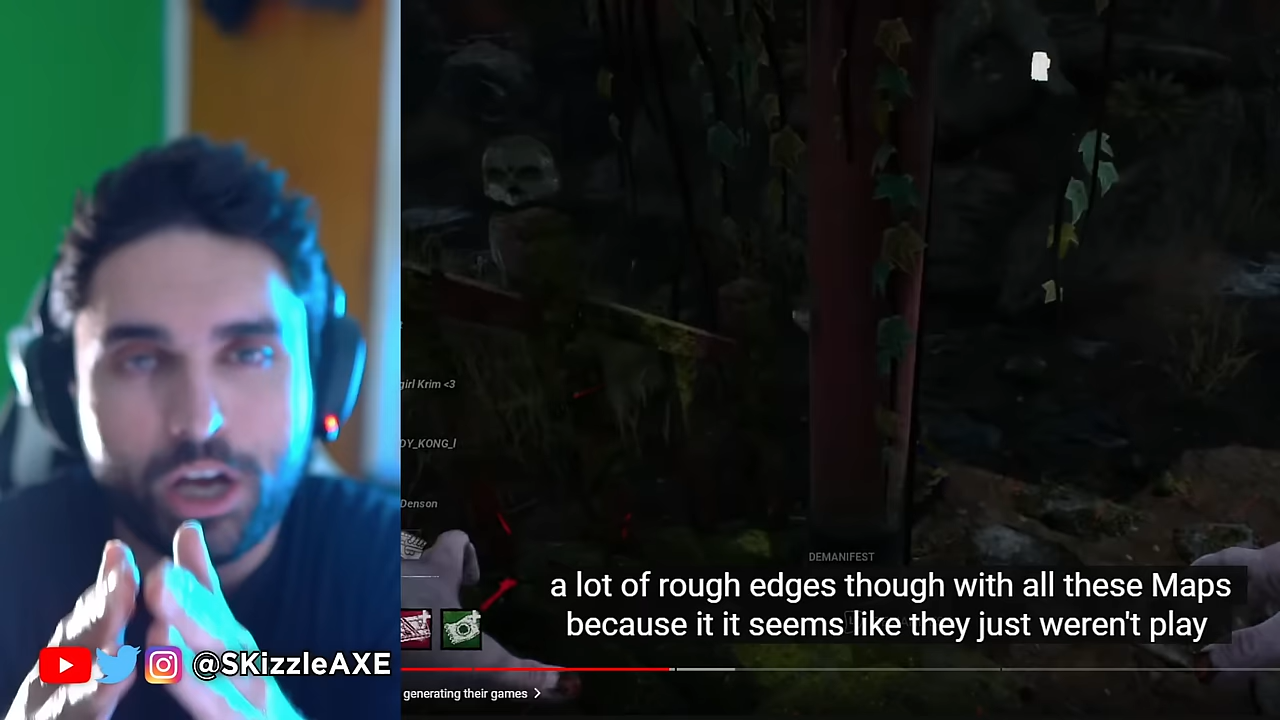 girl Krim <3
OY_KONG_I
Denson
DEMANIFEST
a lot of rough edges though with all these Maps
because it it seems like they just weren't play
@SKizzleAXE
generating their games